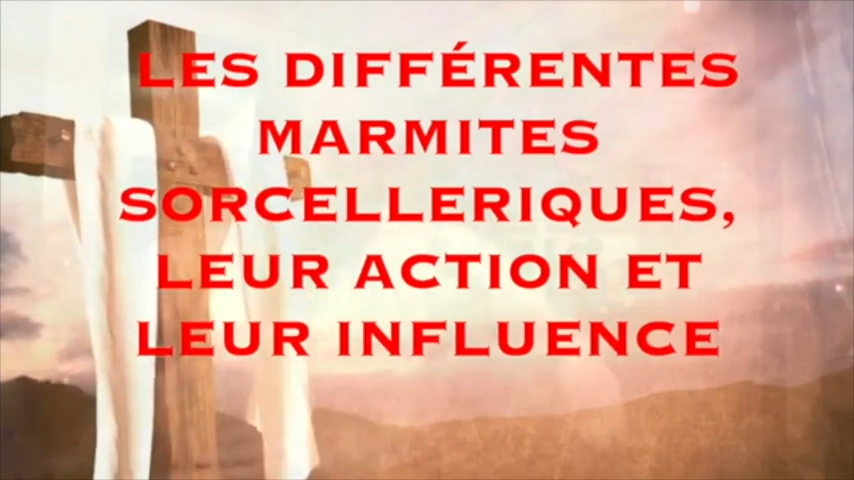 LES DIFFÉRENTES
MARMITES
SORCELLERIQUES,
LEUR ACTION ET
LEUR INFLUENCE